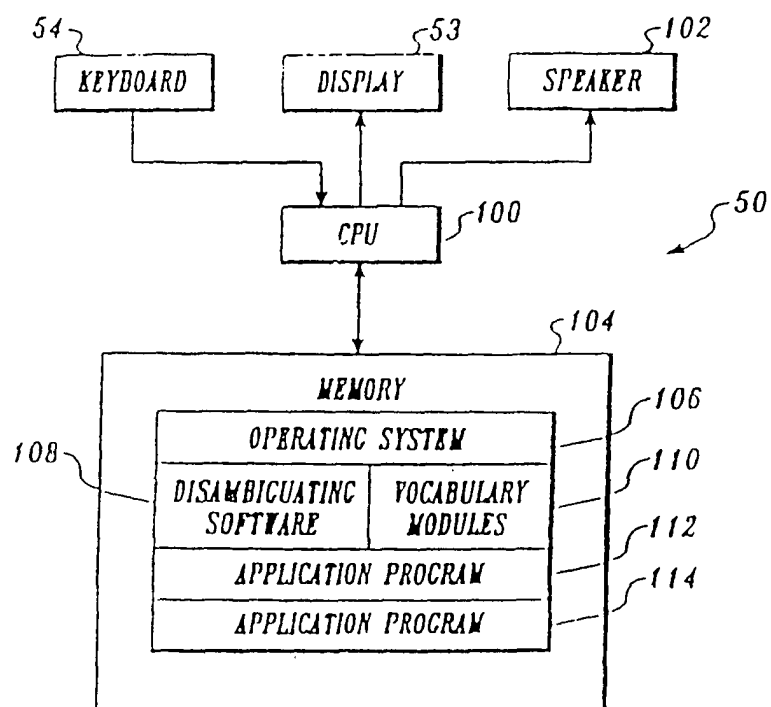 54
53
102
KEYBOARD
DISPLAY
SPEAKER
CPU
100
50
104
MEMORY
106
OPERATING SYSTEM
108
110
DISAMBIGUATING
SOFTWARE
VOCABULARY
MODULES
112
APPLICATION PROGRAM
114
APPLICATION PROGRAM